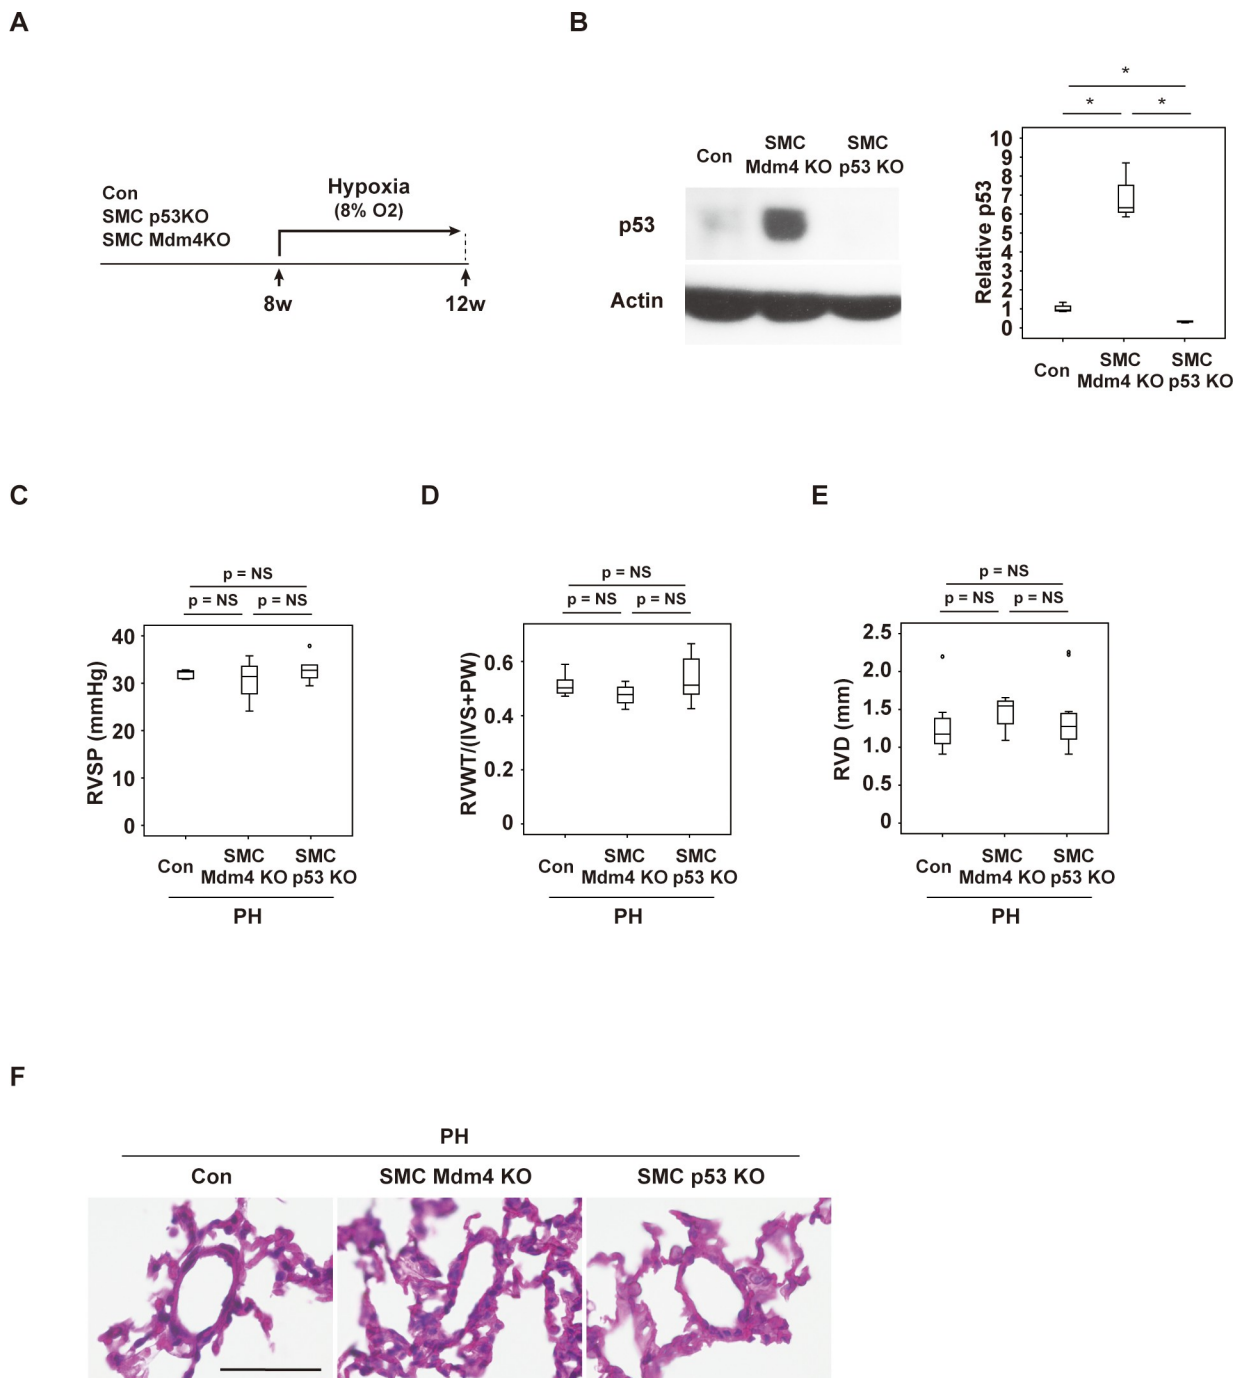 A
Con
SMC p53KO
SMC Mdm4KO
Hypoxia
(8% O2)
8w
12w
B
Con
SMC
Mdm4 KO
SMC
p53 KO
p53
Actin
*
*
*
Relative p53
10
9
8
7
6
5
4
3
2
1
0
Con
SMC
Mdm4 KO
SMC
p53 KO
C
p = NS
p = NS
p = NS
RVSP (mmHg)
40
30
20
10
0
Con
SMC
Mdm4 KO
SMC
p53 KO
PH
D
p = NS
p = NS
p = NS
RVWT/(IVS+PW)
0.6
0.4
0.2
0
Con
SMC
Mdm4 KO
SMC
p53 KO
PH
E
p = NS
p = NS
p = NS
RVD (mm)
2.5
2.0
1.5
1.0
0.5
0
Con
SMC
Mdm4 KO
SMC
p53 KO
PH
F
PH
Con
SMC Mdm4 KO
SMC p53 KO